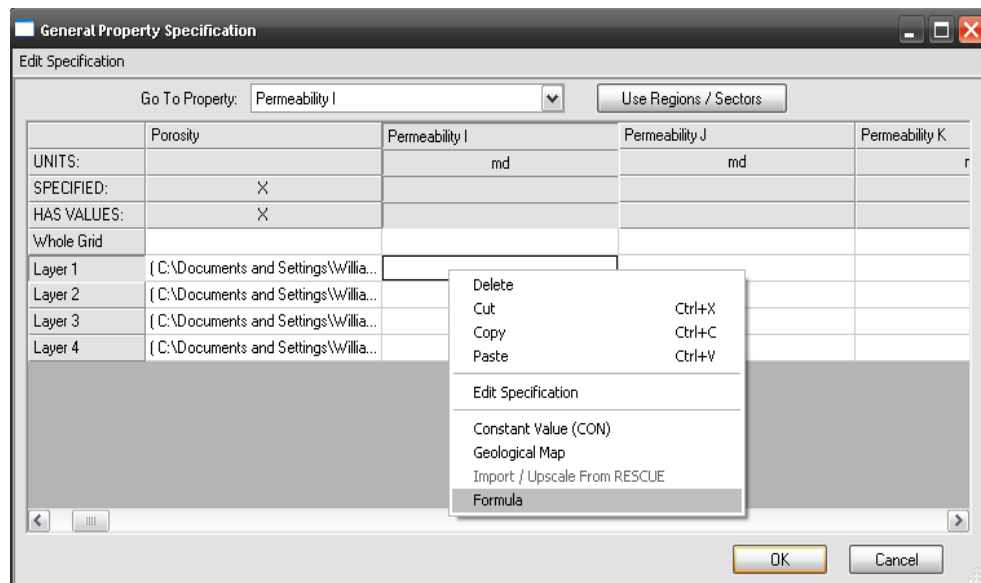 General Property Specification
Edit Specification
Go To Property: Permeability I Use Regions / Sectors
Porosity Permeability I Permeability J Permeability K
UNITS: md md
SPECIFIED: X
HAS VALUES: X
Whole Grid
Layer 1 ( C:\Documents and Settings\Willia...
Layer 2 ( C:\Documents and Settings\Willia...
Layer 3 ( C:\Documents and Settings\Willia...
Layer 4 ( C:\Documents and Settings\Willia...
Delete
Cut Ctrl+X
Copy Ctrl+C
Paste Ctrl+V
Edit Specification
Constant Value (CON)
Geological Map
Import / Upscale From RESCUE
Formula
OK Cancel